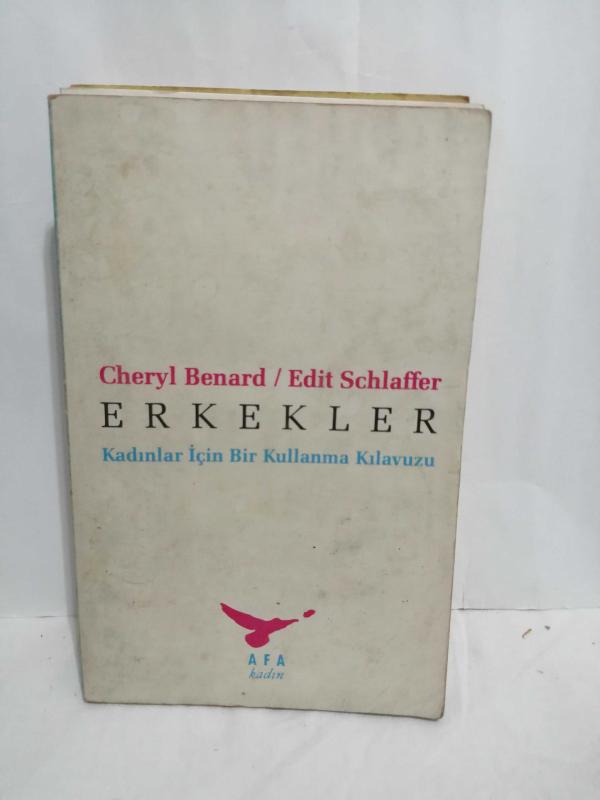 Cheryl Benard / Edit Schlaffer
ERKEKLER
Kadınlar İçin Bir Kullanma Kılavuzu
AFA
kadın